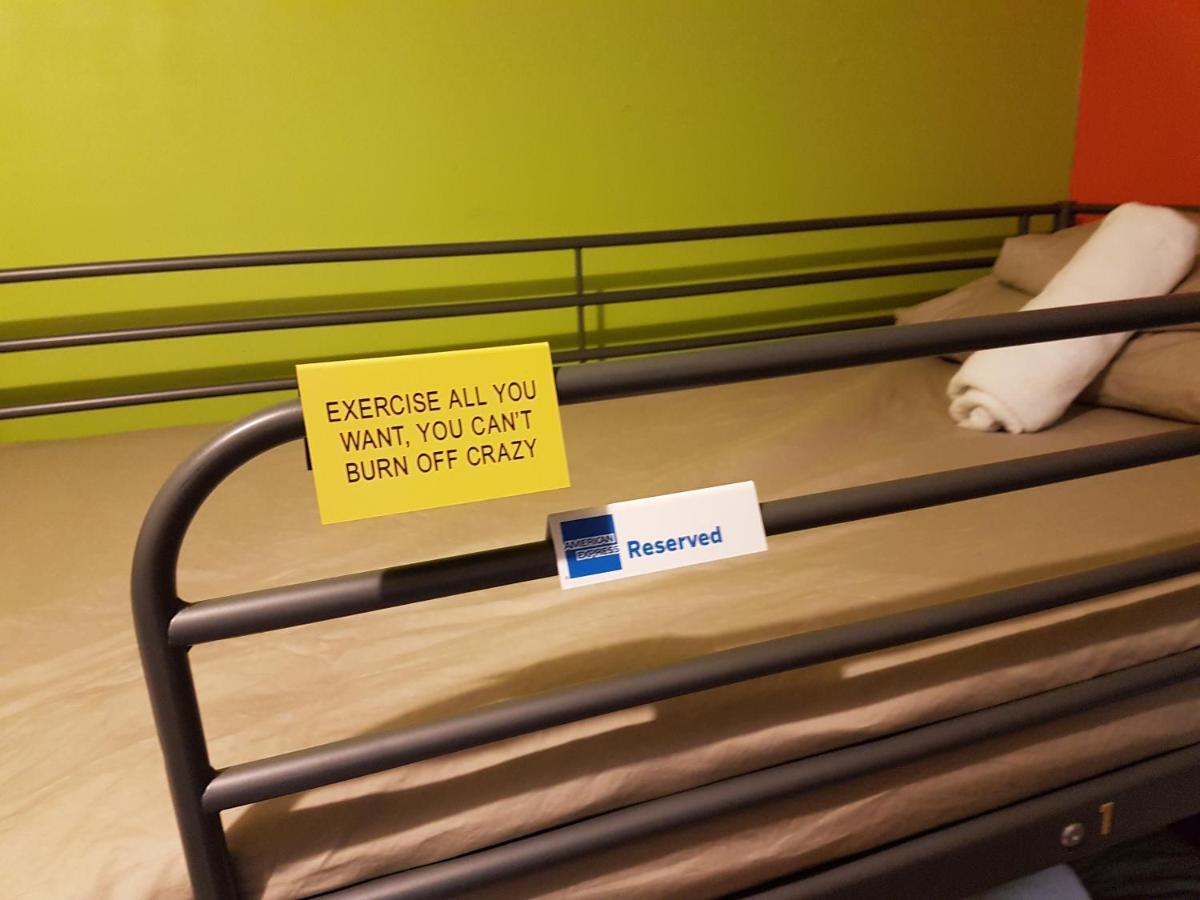 EXERCISE ALL YOU
WANT, YOU CAN'T
BURN OFF CRAZY
AMERICAN
EXPRESS
Reserved
1